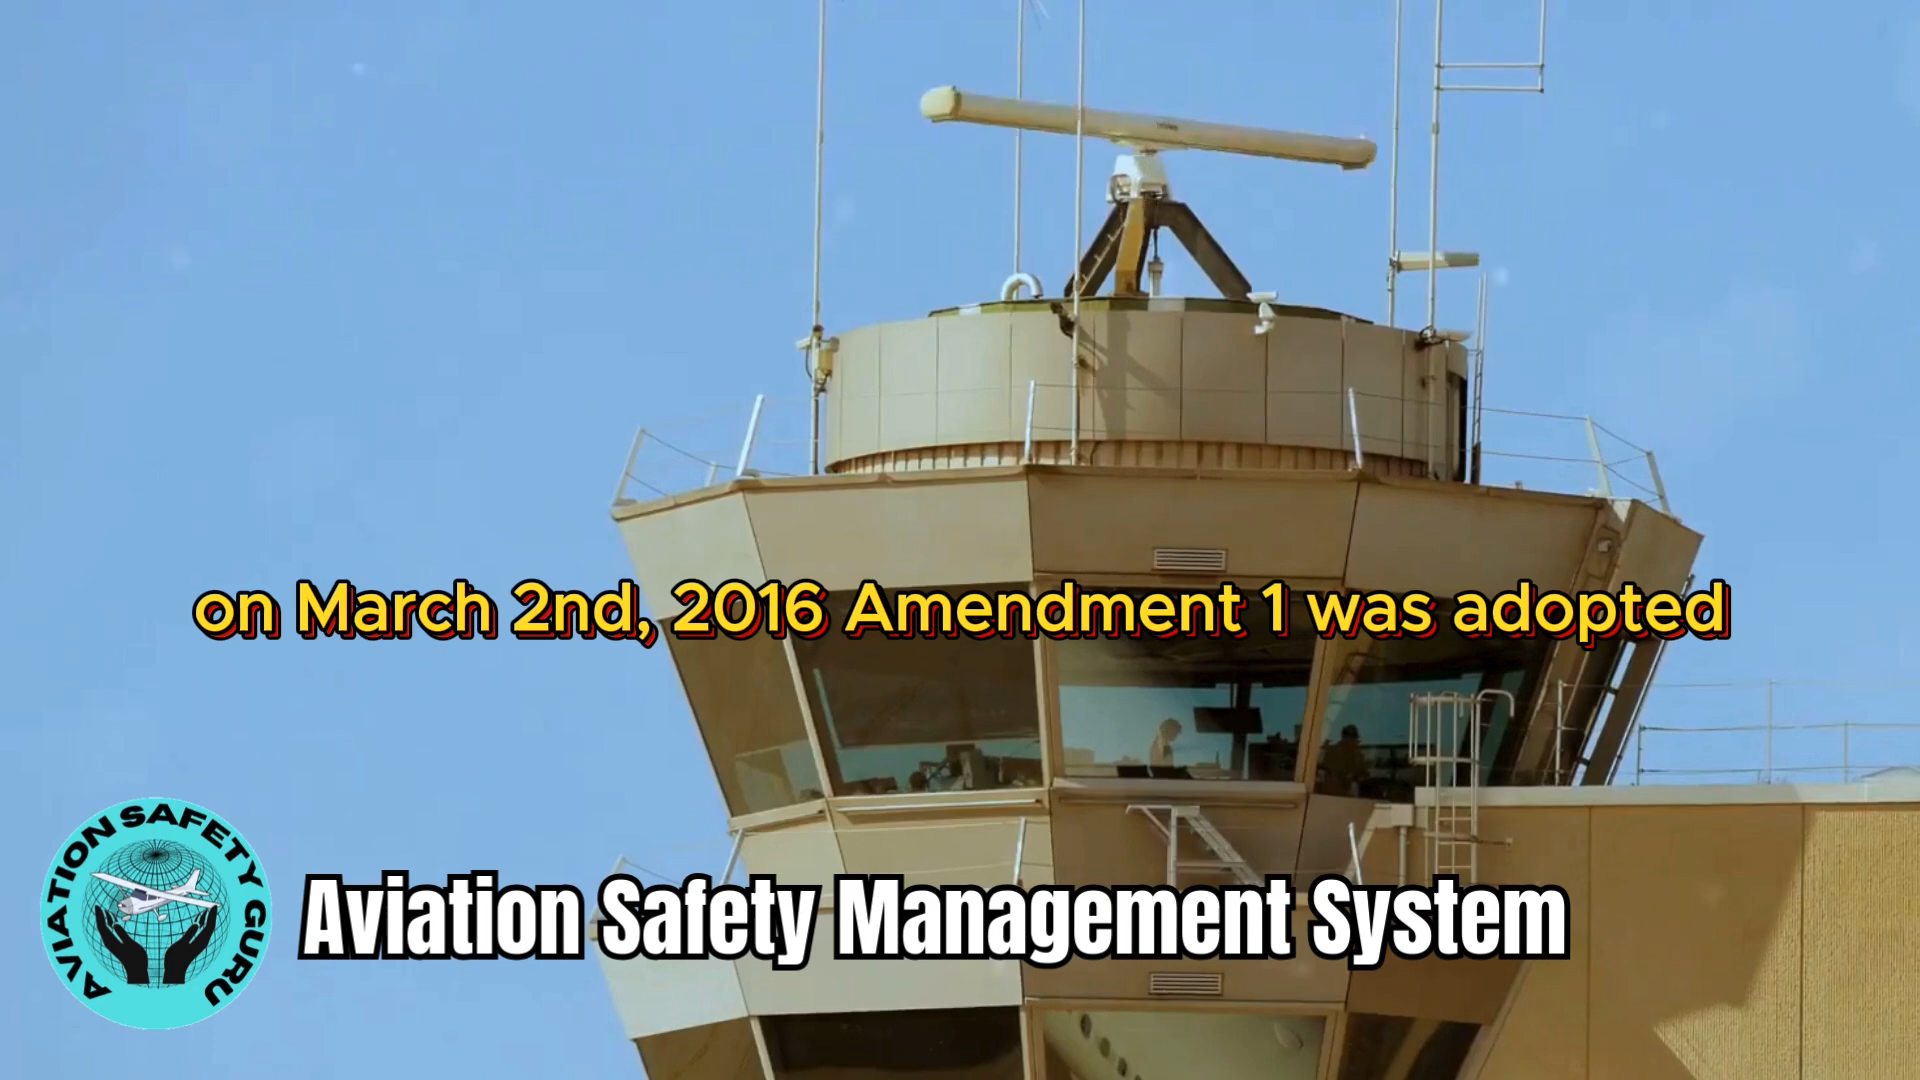 on March 2nd, 2016 Amendment 1 was adopted
AVIATION SAFETY GURU
Aviation Safety Management System